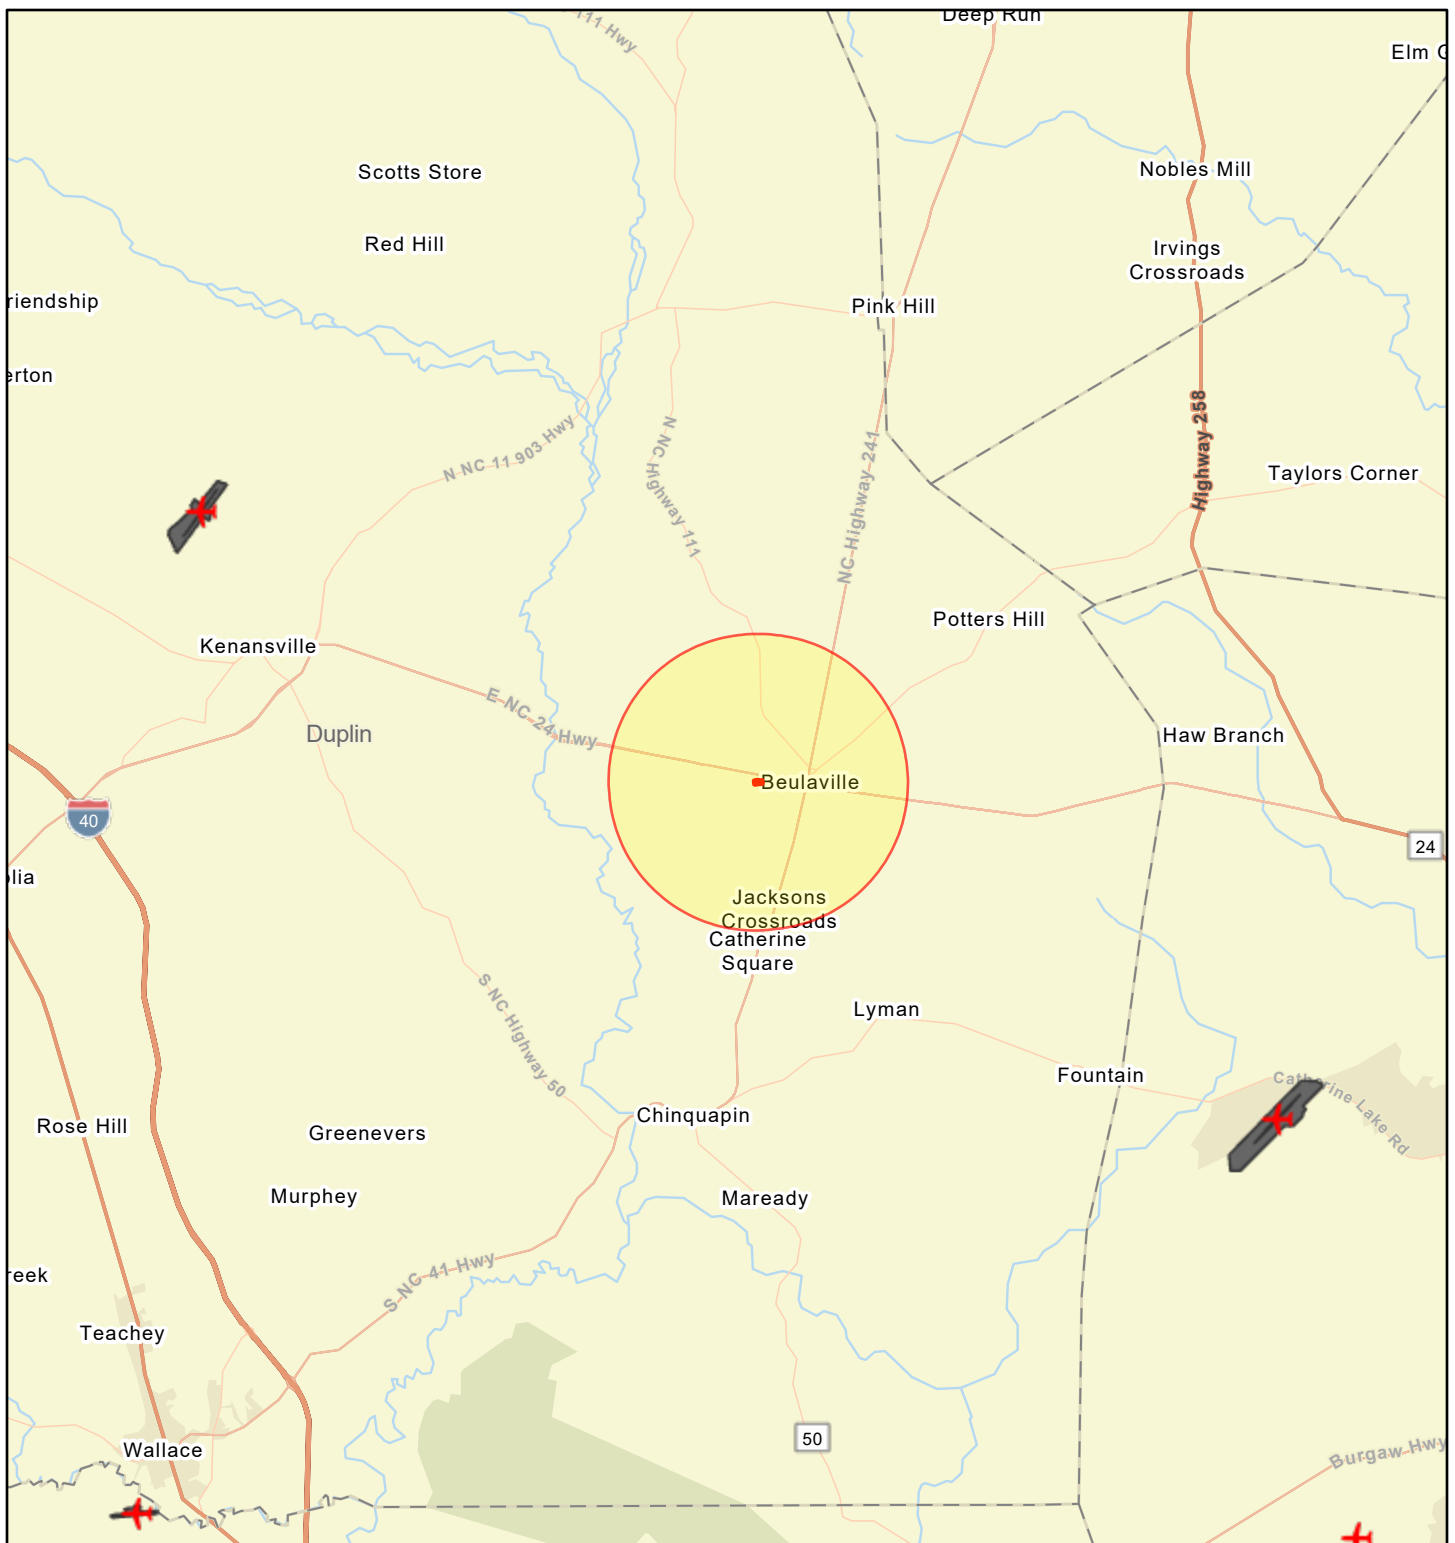 Deep Run
111 Hwy
Elm
Scotts Store
Nobles Mill
Red Hill
Irvings
Crossroads
riendship
Pink Hill
erton
Highway 258
N NC 11 903 Hwy
N NC Highway 111
NC Highway 241
Taylors Corner
Potters Hill
Kenansville
E NC 24 Hwy
Duplin
Haw Branch
Beulaville
40
24
lia
Jacksons
Crossroads
Catherine
Square
S NC Highway 50
Lyman
Fountain
Catherine Lake Rd
Chinquapin
Rose Hill
Greenevers
Murphey
Maready
reek
S NC 41 Hwy
Teachey
50
Wallace
Burgaw Hwy